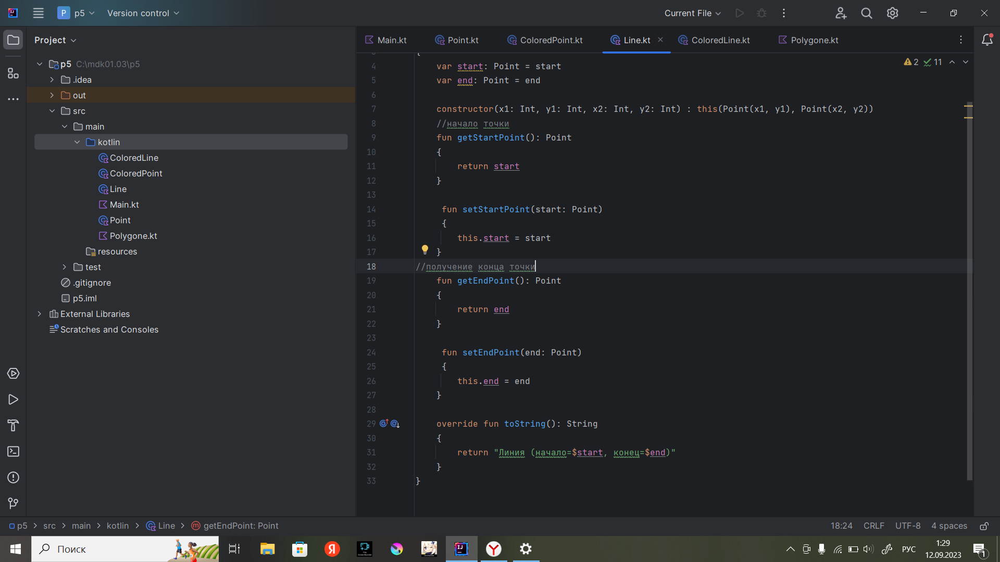 P p5 Version control
Current File
Project
Main.kt Point.kt ColoredPoint.kt Line.kt ColoredLine.kt Polygone.kt
p5 C:\mdk01.03\p5
.idea
out
src
main
kotlin
ColoredLine
ColoredPoint
Line
Main.kt
Point
Polygone.kt
resources
test
.gitignore
p5.iml
External Libraries
Scratches and Consoles
2 11
4 var start: Point = start
5 var end: Point = end
6
7 constructor(x1: Int, y1: Int, x2: Int, y2: Int) : this(Point(x1, y1), Point(x2, y2))
8 //начало точки
9 fun getStartPoint(): Point
10 {
11 return start
12 }
13
14 fun setStartPoint(start: Point)
15 {
16 this.start = start
17 }
18 //получение конца точки
19 fun getEndPoint(): Point
20 {
21 return end
22 }
23
24 fun setEndPoint(end: Point)
25 {
26 this.end = end
27 }
28
29 override fun toString(): String
30 {
31 return "Линия (начало=$start, конец=$end)"
32 }
33 }
p5 > src > main > kotlin > Line > getEndPoint: Point
18:24 CRLF UTF-8 4 spaces
Поиск
РУС
1:29
12.09.2023
1